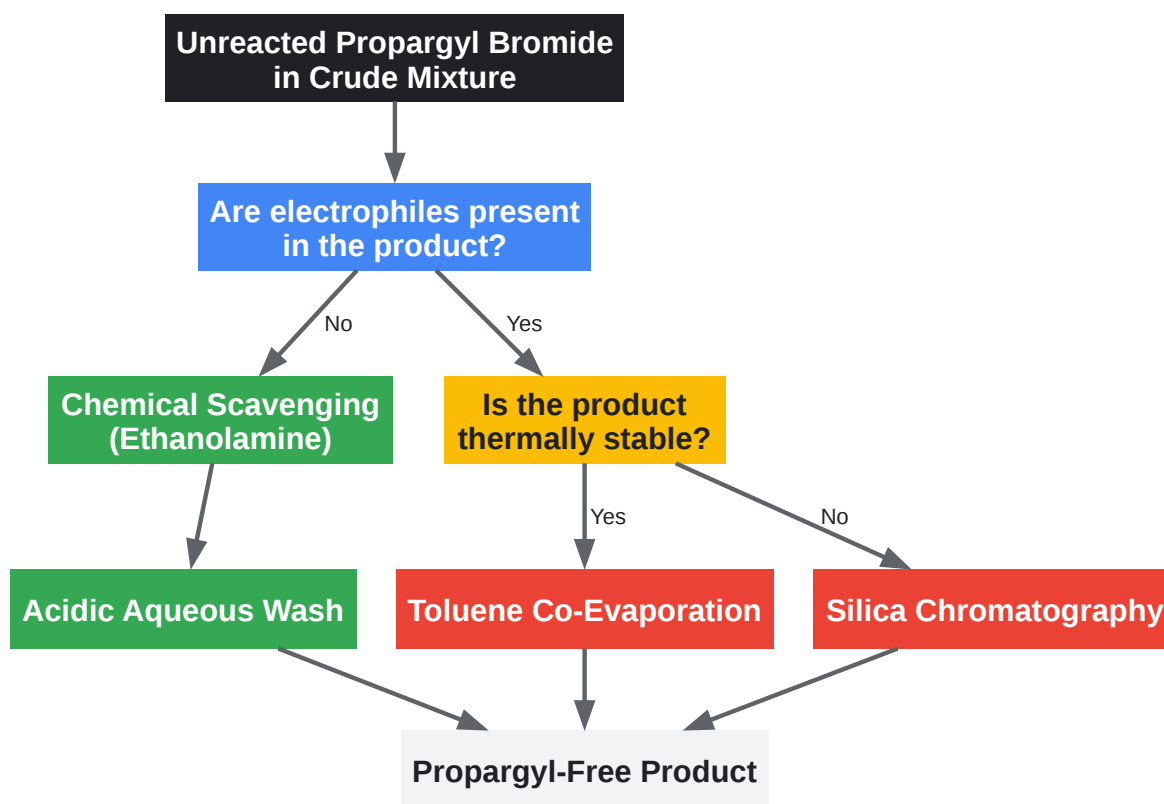 Unreacted Propargyl Bromide
in Crude Mixture
Are electrophiles present
in the product?
No
Yes
Chemical Scavenging
(Ethanolamine)
Is the product
thermally stable?
Yes
No
Acidic Aqueous Wash
Toluene Co-Evaporation
Silica Chromatography
Propargyl-Free Product